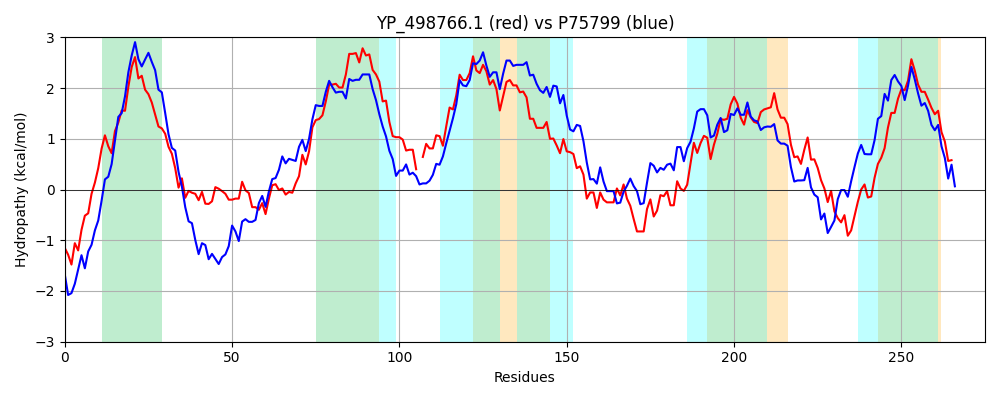 YP_498766.1 (red) vs P75799 (blue)
Hydropathy (kcal/mol)
3
2
1
0
−1
−2
−3
0 50 100 150 200 250
Residues